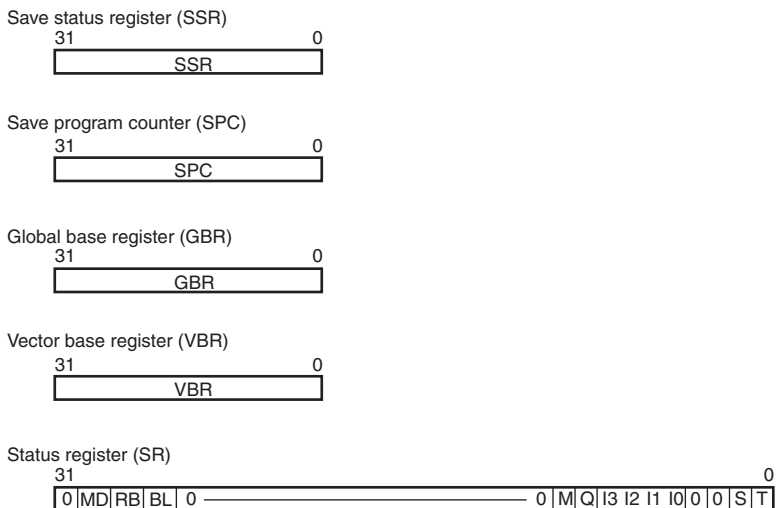 Save status register (SSR)
31 0
SSR
Save program counter (SPC)
31 0
SPC
Global base register (GBR)
31 0
GBR
Vector base register (VBR)
31 0
VBR
Status register (SR)
31 0
0 MD RB BL 0 0 M Q I3 I2 I1 I0 0 0 S T